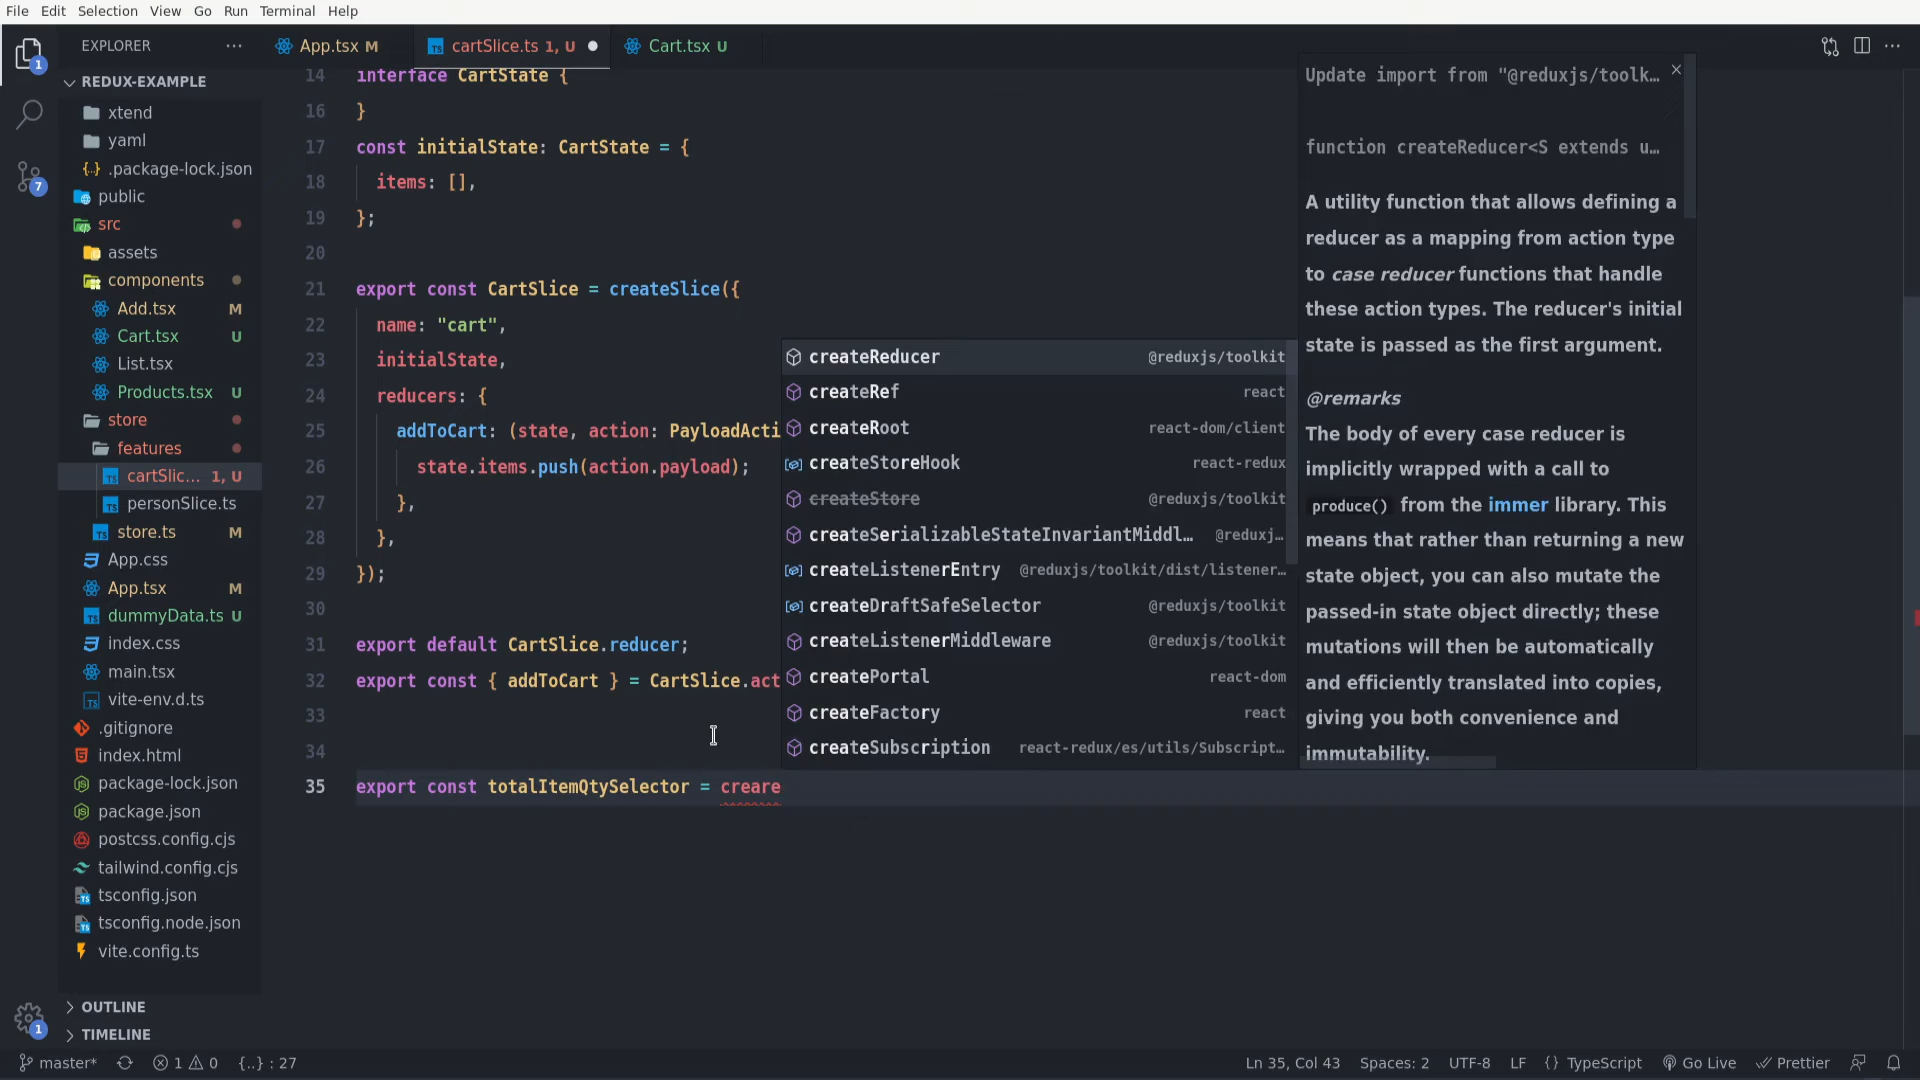 File Edit Selection View Go Run Terminal Help
EXPLORER
App.tsx M
cartSlice.ts 1, U
Cart.tsx U
REDUX-EXAMPLE
xtend
yaml
.package-lock.json
public
src
assets
components
Add.tsx M
Cart.tsx U
List.tsx
Products.tsx U
store
features
cartSlic... 1, U
personSlice.ts
store.ts M
App.css
App.tsx M
dummyData.ts U
index.css
main.tsx
vite-env.d.ts
.gitignore
index.html
package-lock.json
package.json
postcss.config.cjs
tailwind.config.cjs
tsconfig.json
tsconfig.node.json
vite.config.ts
OUTLINE
TIMELINE
1
7
1
14 interface CartState {
16 }
17 const initialState: CartState = {
18 items: [],
19 };
20
21 export const CartSlice = createSlice({
22 name: "cart",
23 initialState,
24 reducers: {
25 addToCart: (state, action: PayloadActi
26 state.items.push(action.payload);
27 },
28 },
29 });
30
31 export default CartSlice.reducer;
32 export const { addToCart } = CartSlice.act
33
34
35 export const totalItemQtySelector = creare
createReducer @reduxjs/toolkit
createRef react
createRoot react-dom/client
createStoreHook react-redux
createStore @reduxjs/toolkit
createSerializableStateInvariantMiddl… @reduxj…
createListenerEntry @reduxjs/toolkit/dist/listener…
createDraftSafeSelector @reduxjs/toolkit
createListenerMiddleware @reduxjs/toolkit
createPortal react-dom
createFactory react
createSubscription react-redux/es/utils/Subscript…
Update import from "@reduxjs/toolk…
function createReducer<S extends u…
A utility function that allows defining a
reducer as a mapping from action type
to case reducer functions that handle
these action types. The reducer's initial
state is passed as the first argument.
@remarks
The body of every case reducer is
implicitly wrapped with a call to
produce() from the immer library. This
means that rather than returning a new
state object, you can also mutate the
passed-in state object directly; these
mutations will then be automatically
and efficiently translated into copies,
giving you both convenience and
immutability.
master* 1 0 {..} : 27
Ln 35, Col 43 Spaces: 2 UTF-8 LF {} TypeScript Go Live Prettier